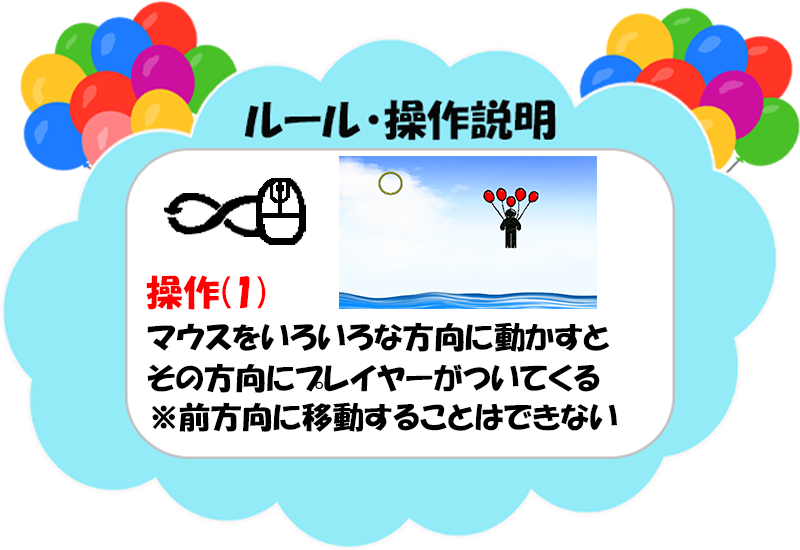 ルール・操作説明
操作(1)
マウスをいろいろな方向に動かすと
その方向にプレイヤーがついてくる
※前方向に移動することはできない